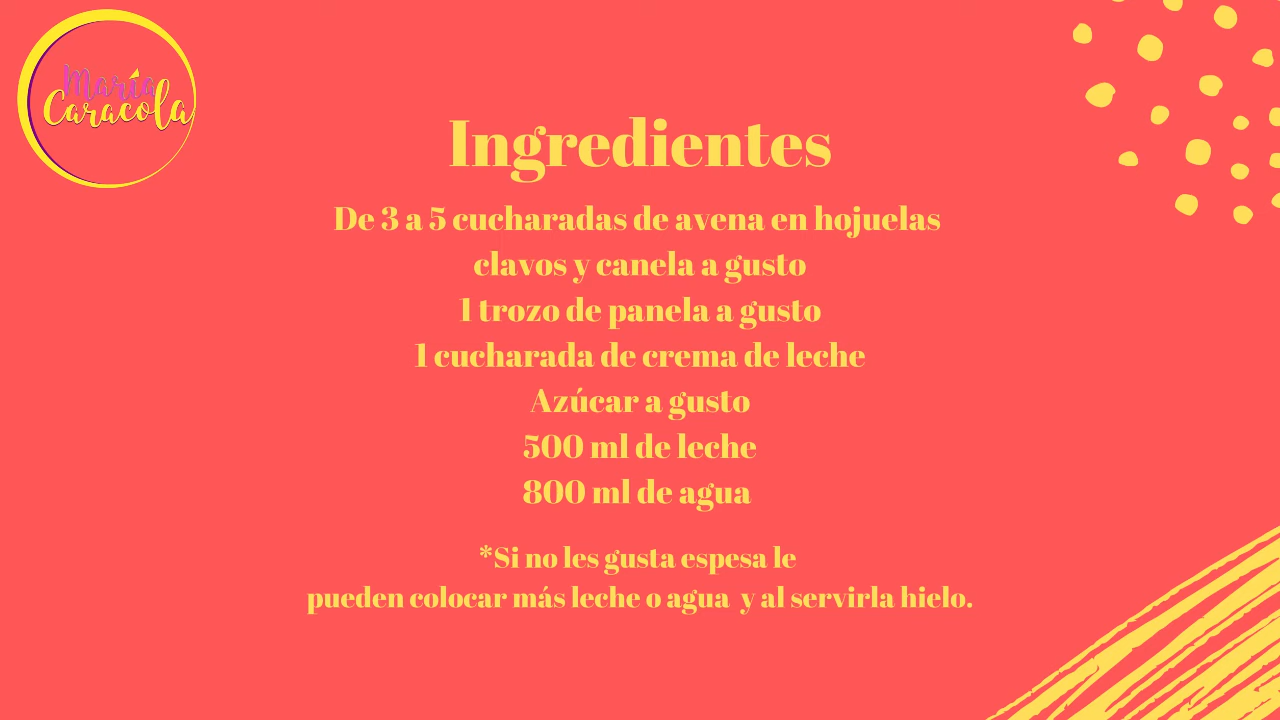 María
Caracola
Ingredientes
De 3 a 5 cucharadas de avena en hojuelas
clavos y canela a gusto
1 trozo de panela a gusto
1 cucharada de crema de leche
Azúcar a gusto
500 ml de leche
800 ml de agua
*Si no les gusta espesa le
pueden colocar más leche o agua y al servirla hielo.